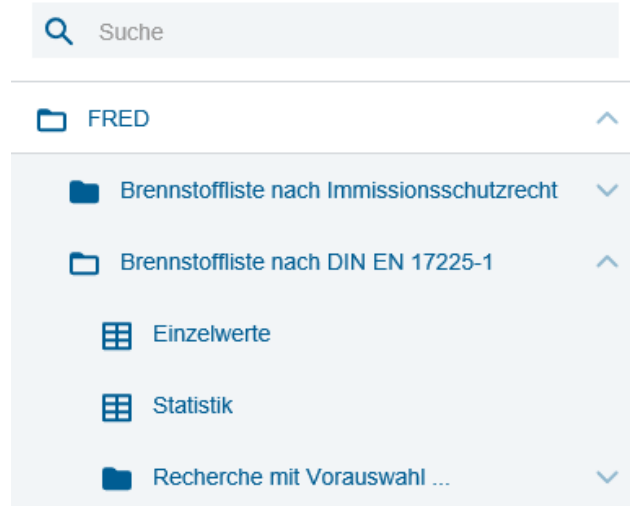 Suche
FRED
Brennstoffliste nach Immissionsschutzrecht
Brennstoffliste nach DIN EN 17225-1
Einzelwerte
Statistik
Recherche mit Vorauswahl ...